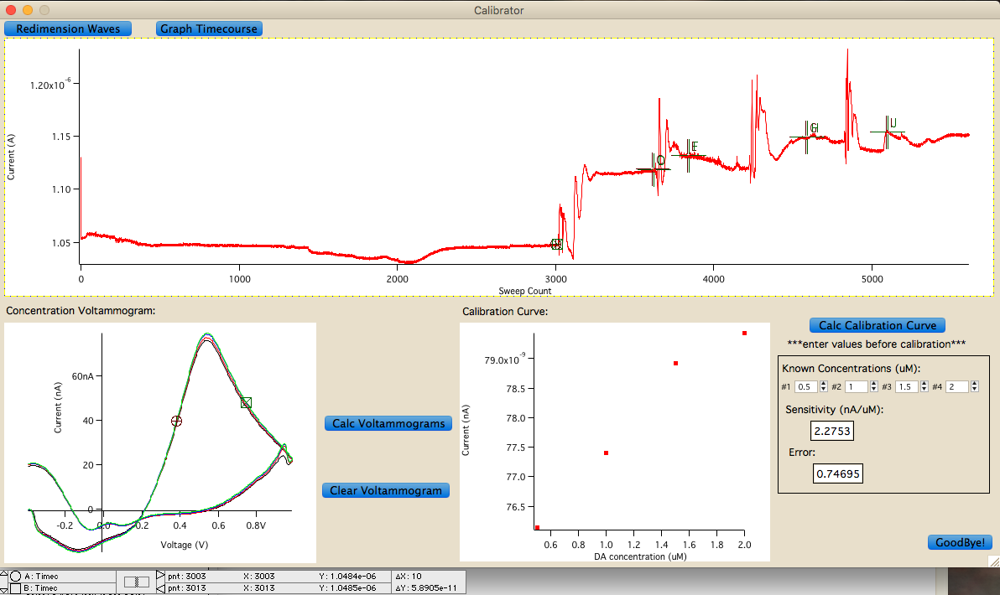 Calibrator
Redimension Waves Graph Timecourse
1.20x10-6
1.15
1.10
1.05
Current (A)
E
G
U
0 1000 2000 3000 4000 5000
Sweep Count
Concentration Voltammogram:
60nA
40
20
0
Current (nA)
-0.2 0.0 0.2 0.4 0.6 0.8V
Voltage (V)
Calc Voltammograms
Clear Voltammogram
Calibration Curve:
79.0x10-9
78.5
78.0
77.5
77.0
76.5
Current (nA)
0.6 0.8 1.0 1.2 1.4 1.6 1.8 2.0
DA concentration (uM)
Calc Calibration Curve
***enter values before calibration***
Known Concentrations (uM):
#1 0.5 #2 1 #3 1.5 #4 2
Sensitivity (nA/uM):
2.2753
Error:
0.74695
GoodBye!
A: Timec pnt: 3003 X: 3003 Y: 1.0484e-06 ΔX: 10
B: Timec pnt: 3013 X: 3013 Y: 1.0485e-06 ΔY: 5.8905e-11